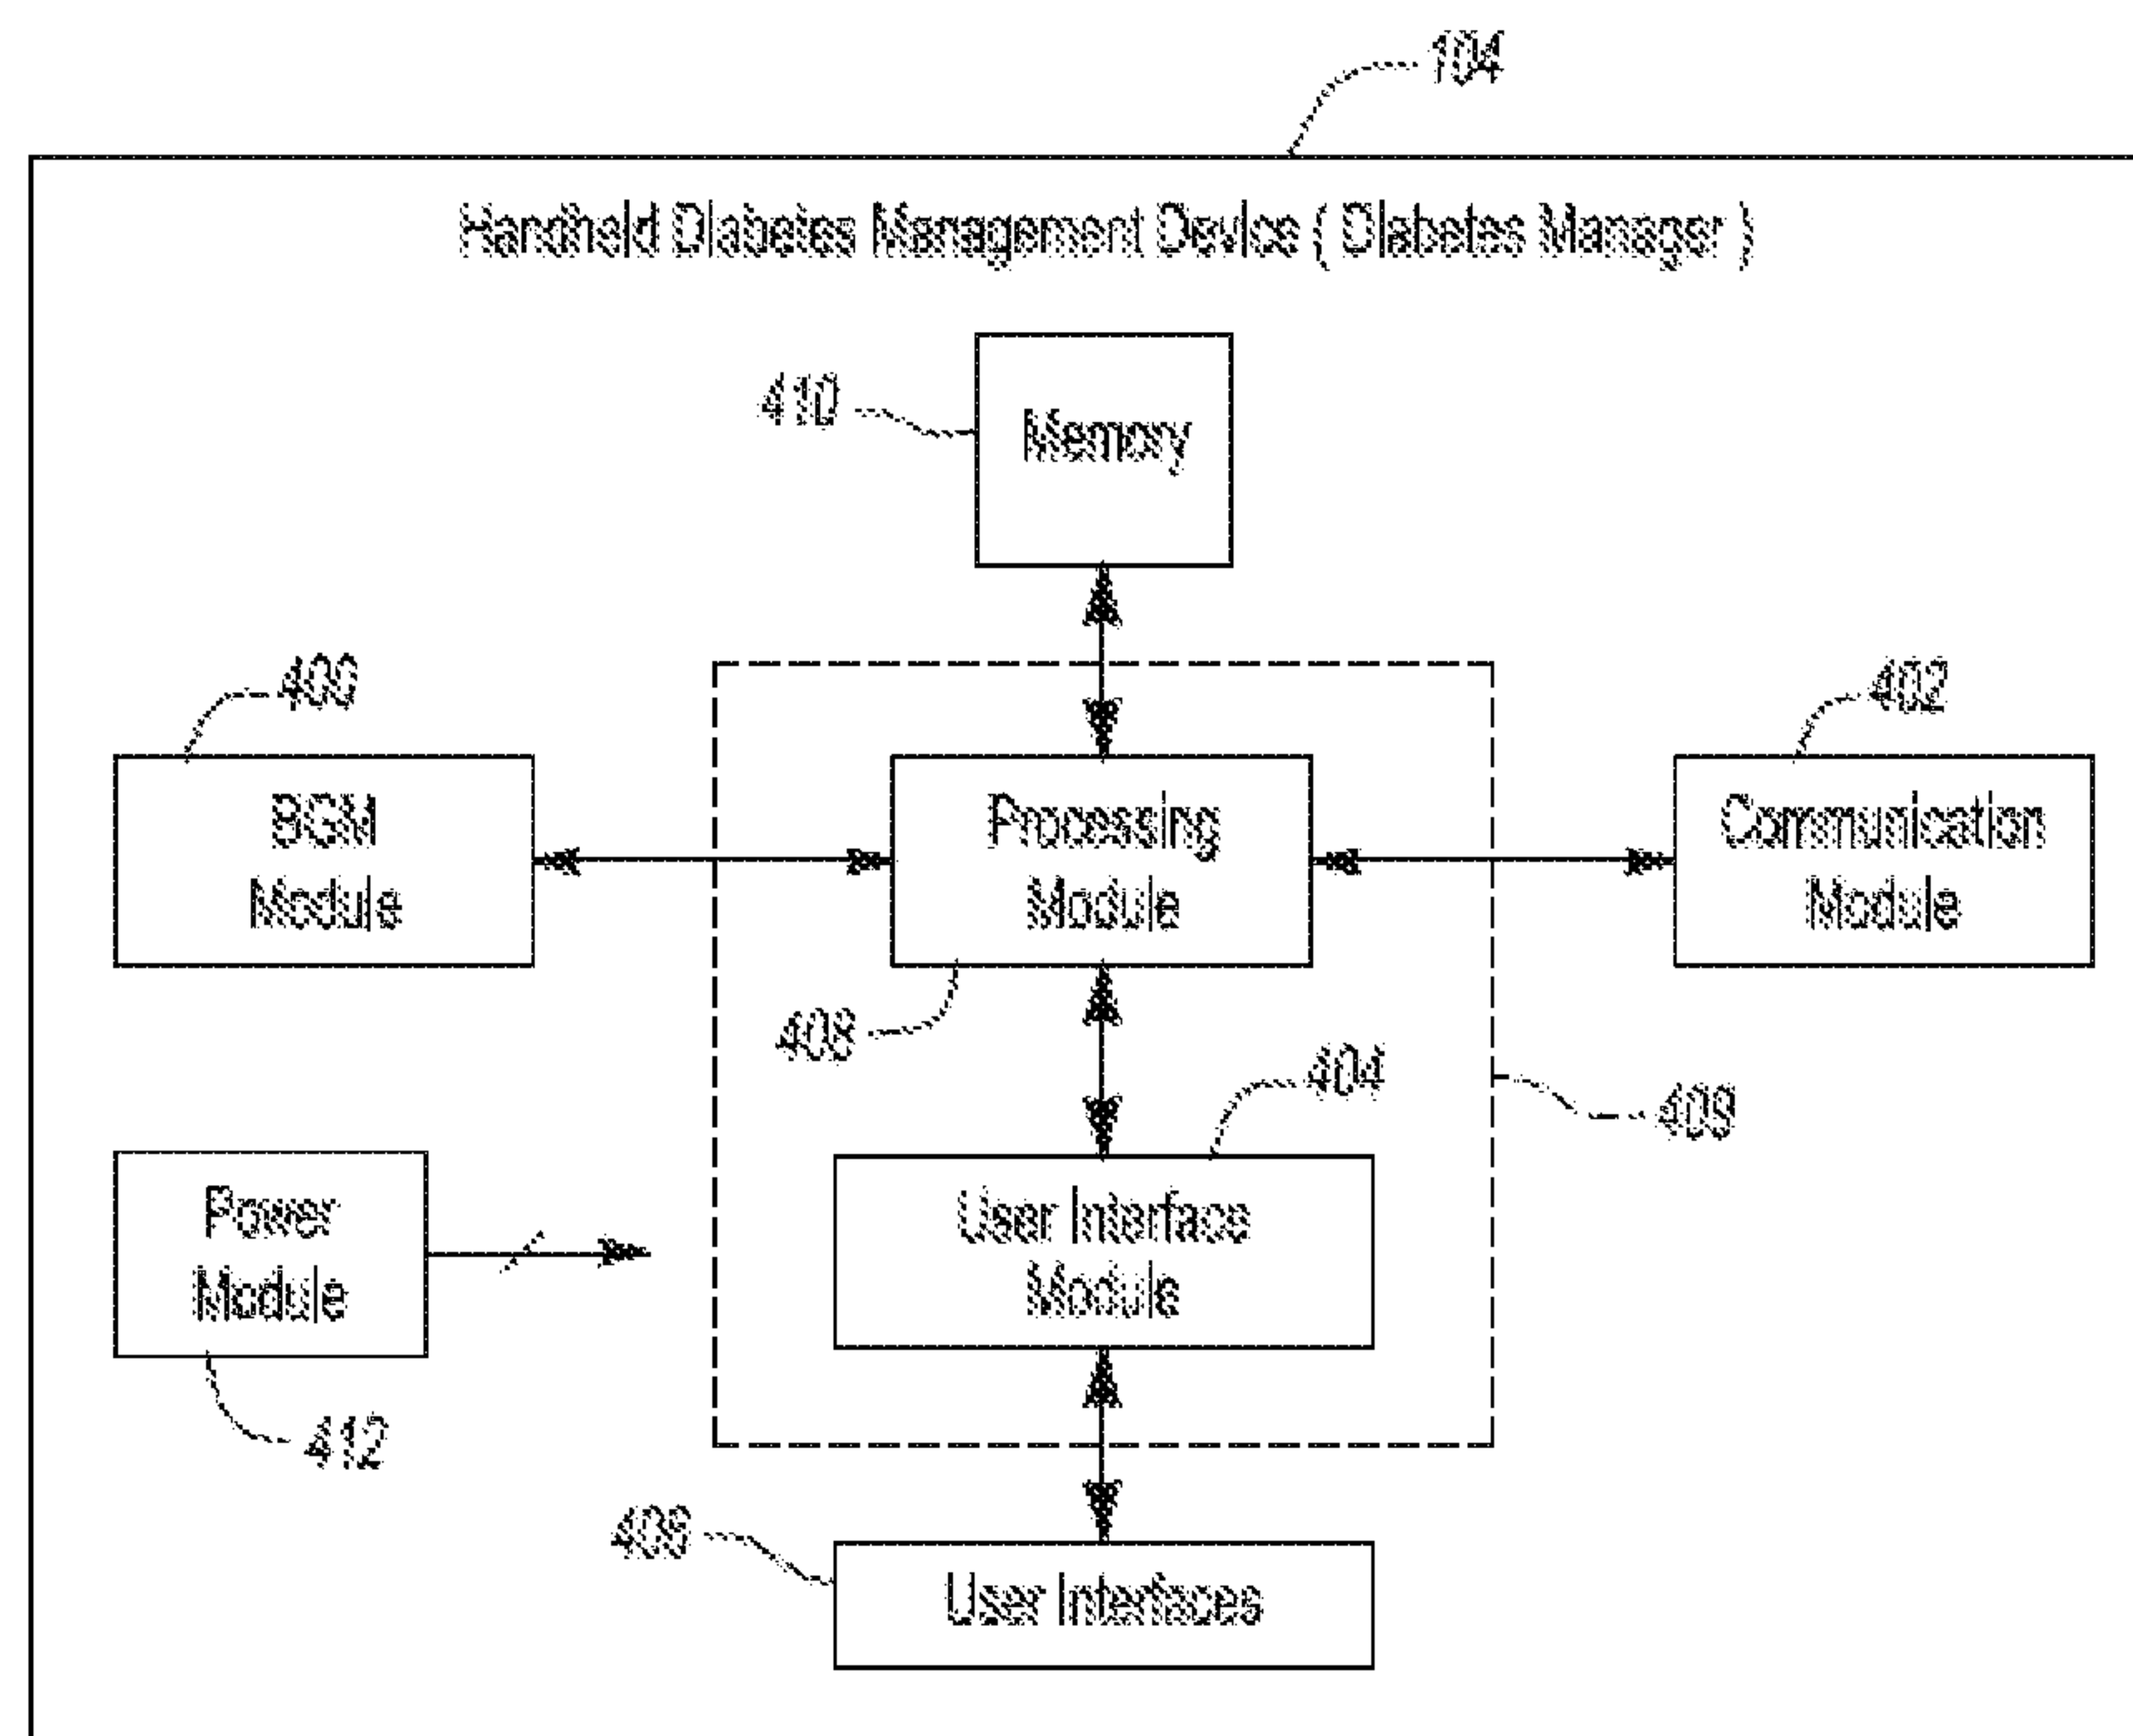 104
Handheld Diabetes Management Device ( Diabetes Manager )
410
Memory
400
402
BGM
Module
Processing
Module
Communication
Module
408
404
409
Power
Module
User Interface
Module
412
406
User Interfaces